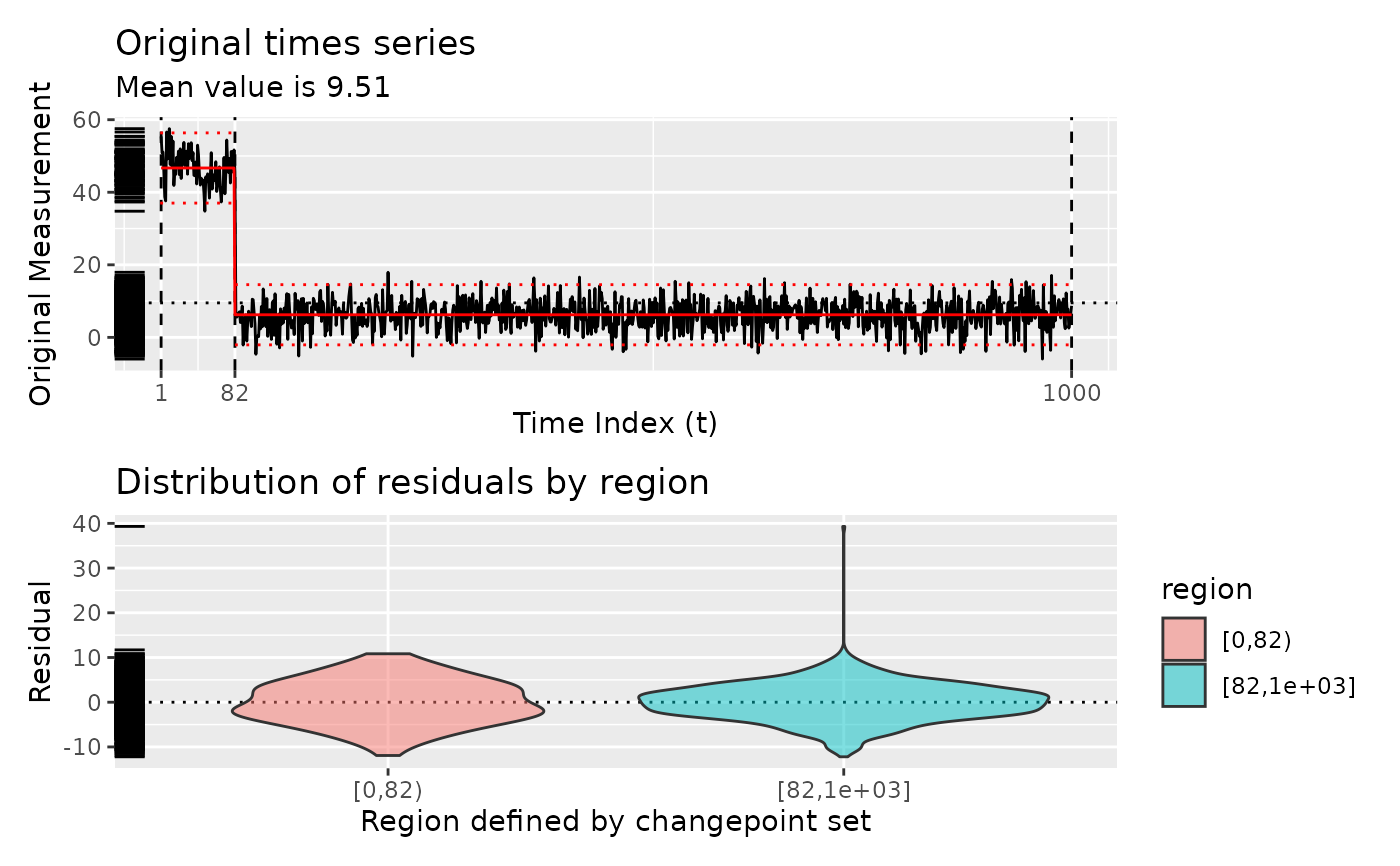 Original times series
Mean value is 9.51
Original Measurement
60
40
20
0
1
82
1000
Time Index (t)
Distribution of residuals by region
Residual
40
30
20
10
0
-10
[0,82)
[82,1e+03]
Region defined by changepoint set
region
[0,82)
[82,1e+03]